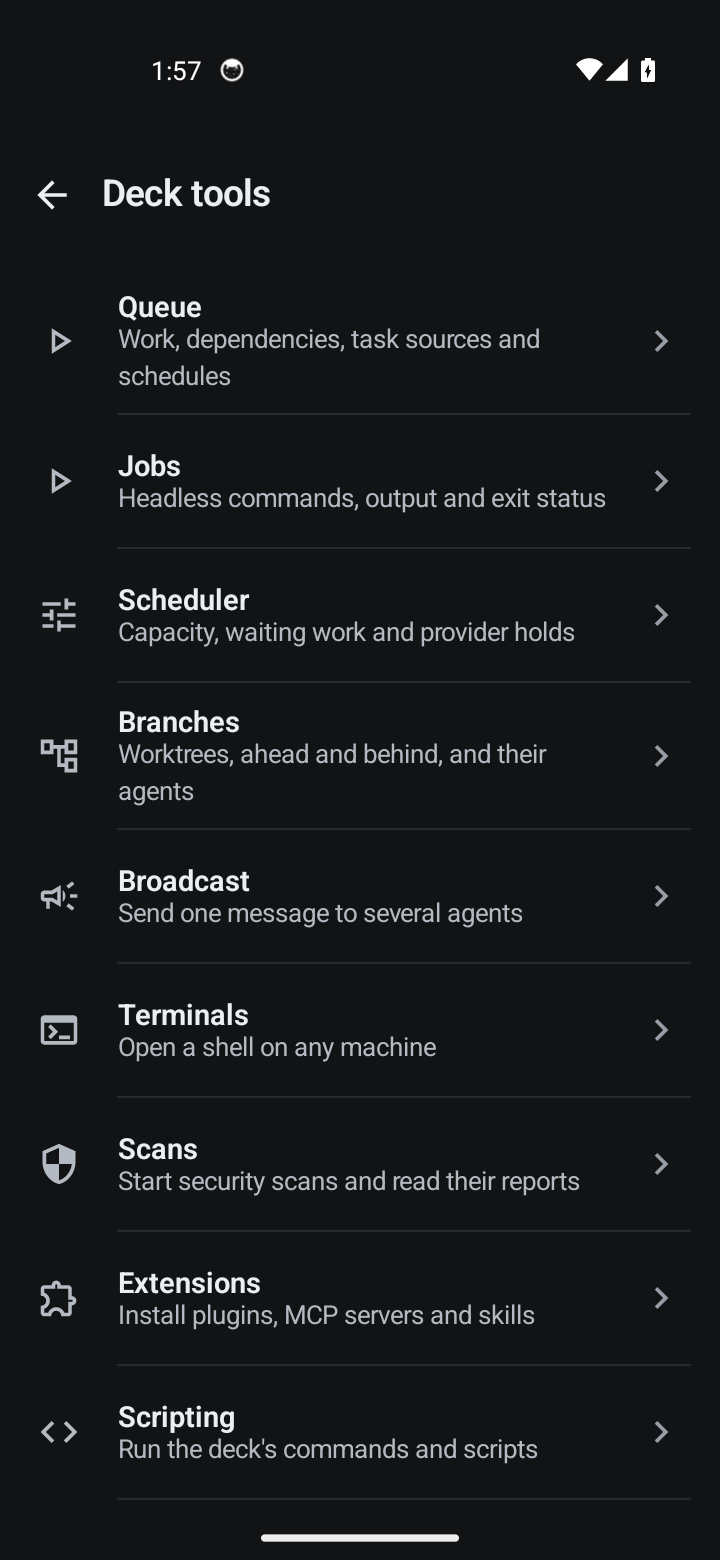 1:57
Deck tools
Queue
Work, dependencies, task sources and
schedules
Jobs
Headless commands, output and exit status
Scheduler
Capacity, waiting work and provider holds
Branches
Worktrees, ahead and behind, and their
agents
Broadcast
Send one message to several agents
Terminals
Open a shell on any machine
Scans
Start security scans and read their reports
Extensions
Install plugins, MCP servers and skills
Scripting
Run the deck's commands and scripts